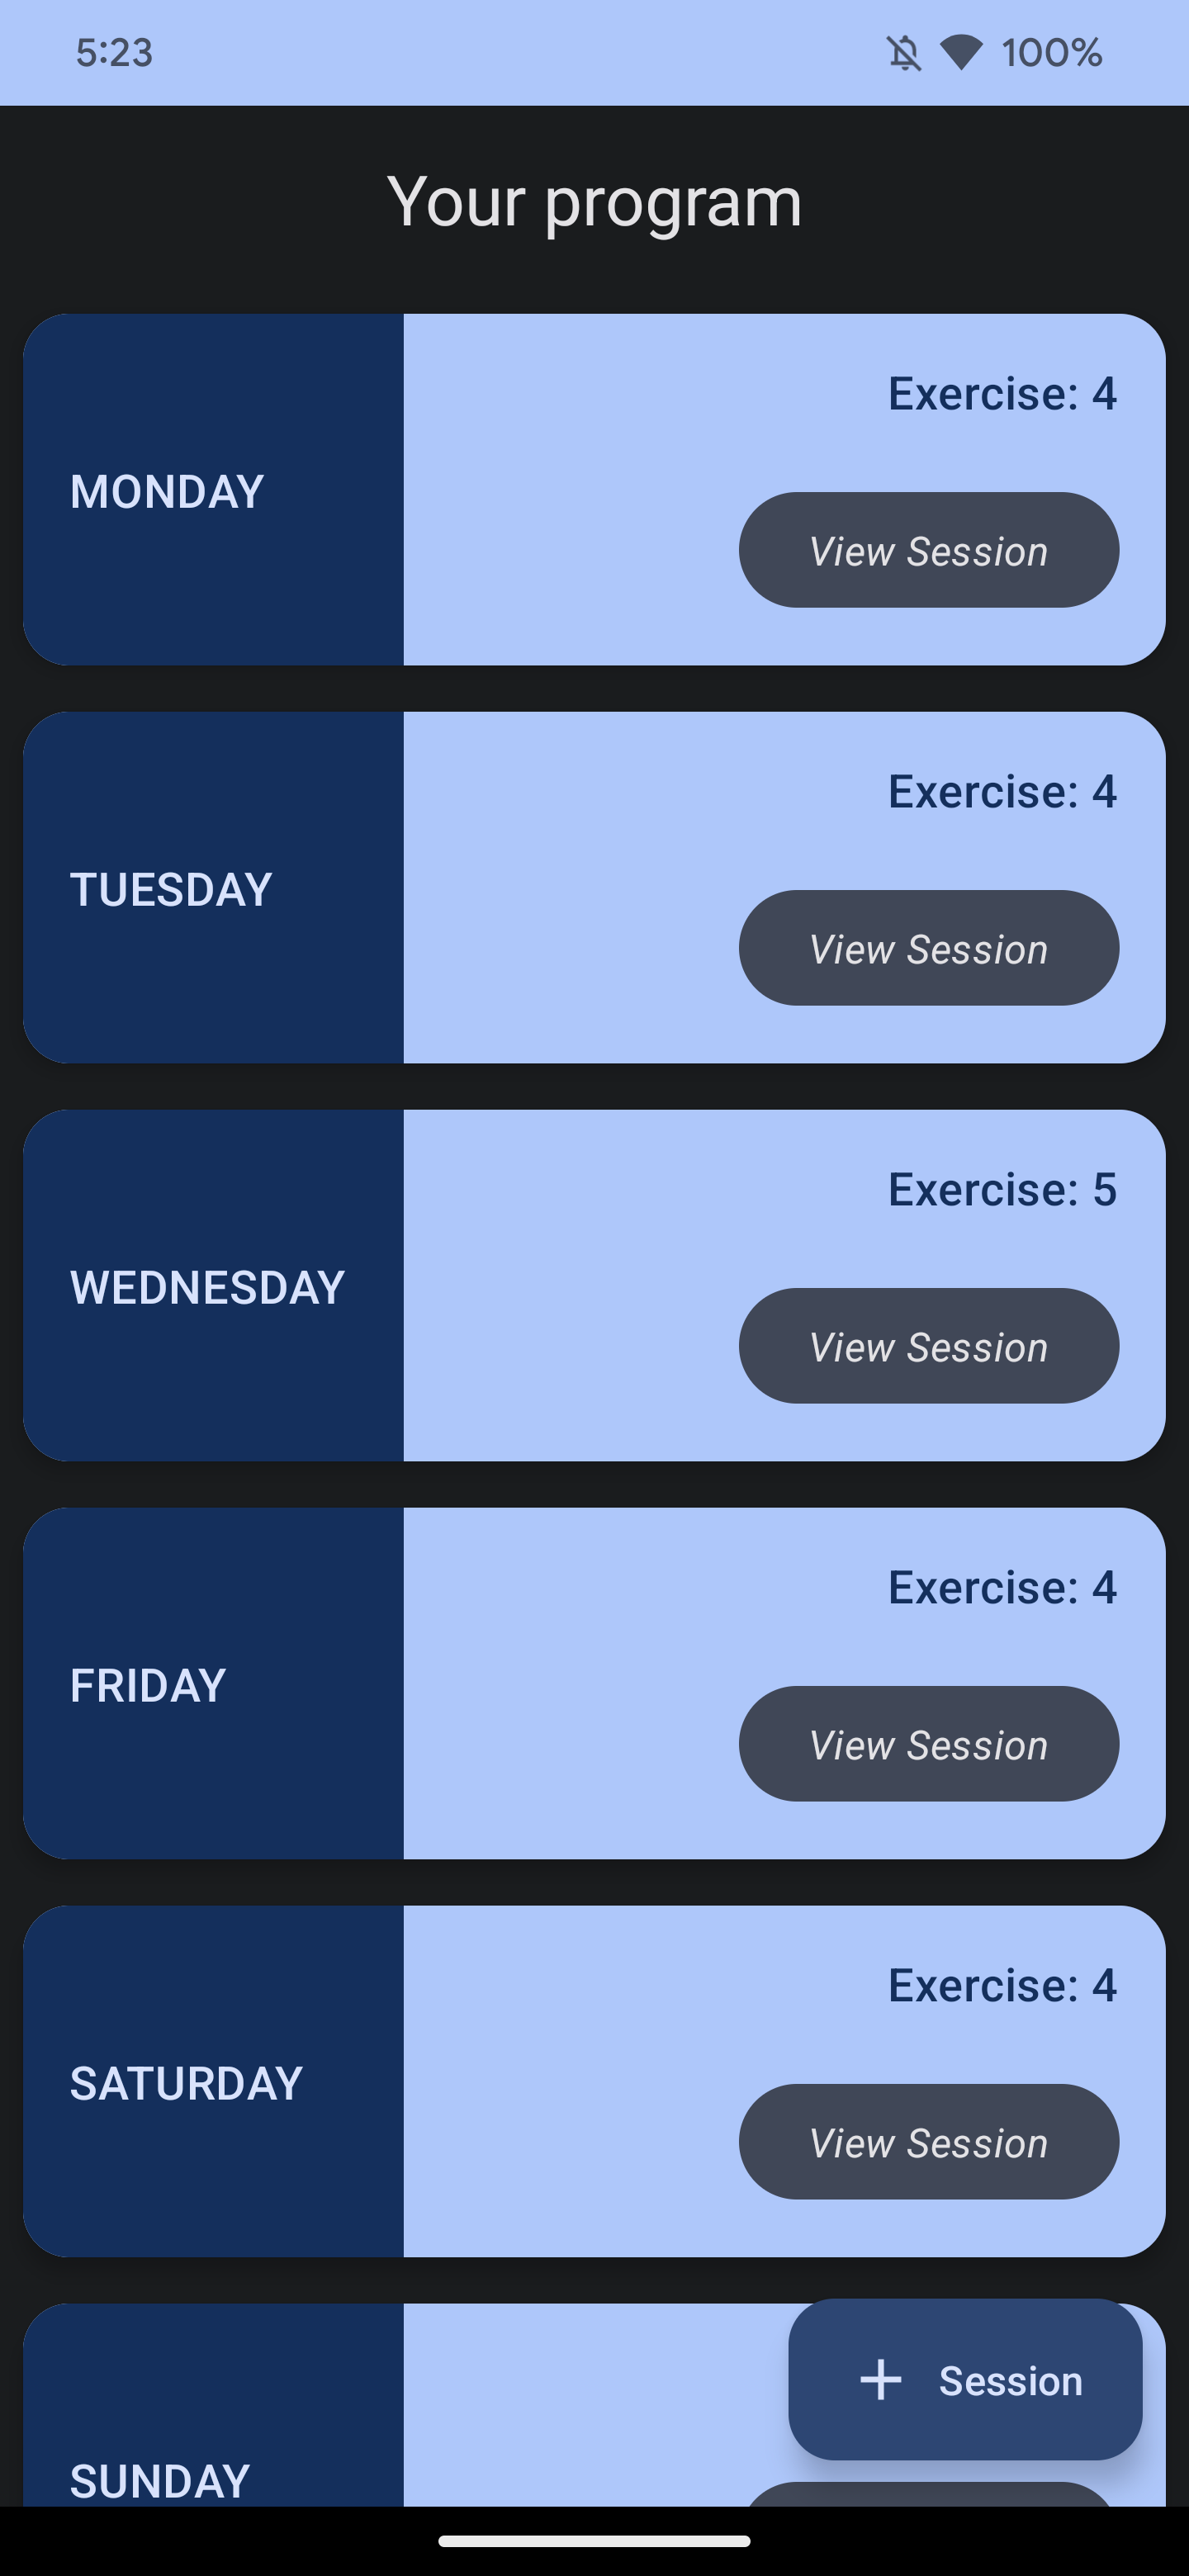 5:23 100%
Your program
Exercise: 4
MONDAY
View Session
Exercise: 4
TUESDAY
View Session
Exercise: 5
WEDNESDAY
View Session
Exercise: 4
FRIDAY
View Session
Exercise: 4
SATURDAY
View Session
+ Session
SUNDAY